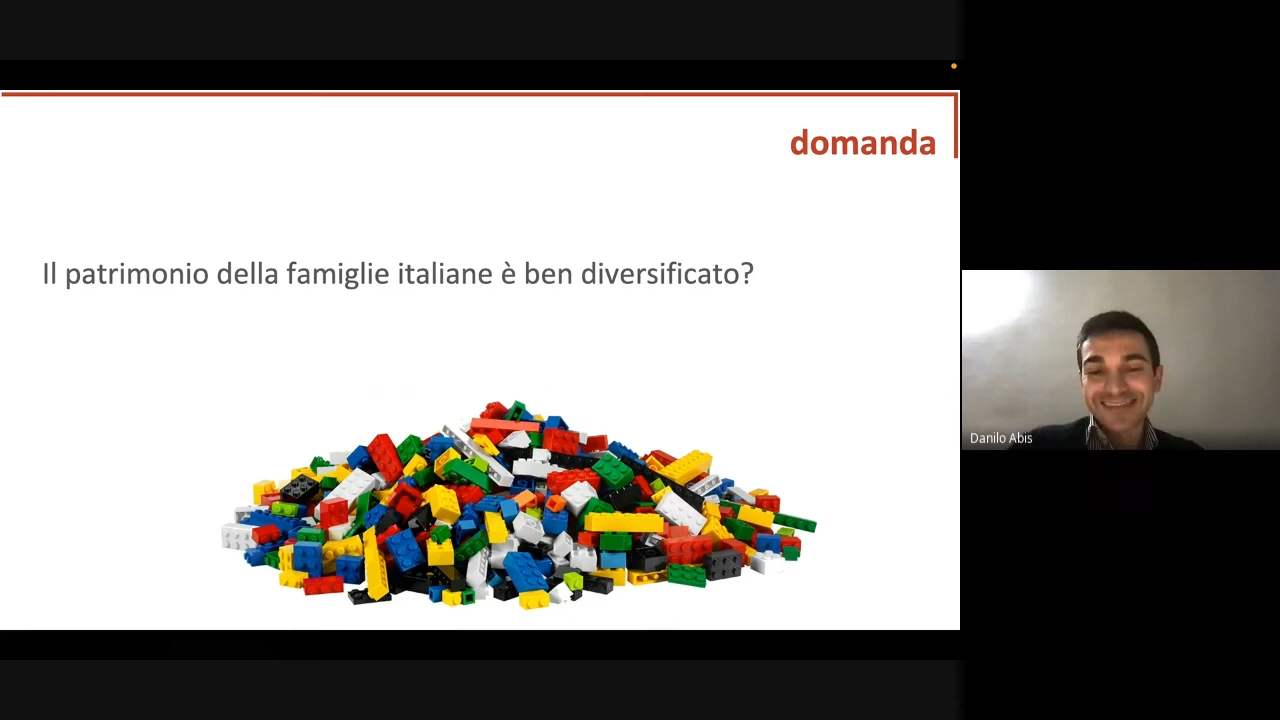 domanda
Il patrimonio della famiglie italiane è ben diversificato?
Danilo Abis